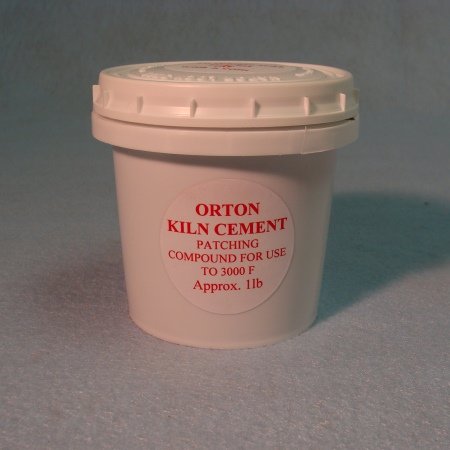 ORTON
KILN CEMENT
PATCHING
COMPOUND FOR USE
TO 3000 F
Approx. 1lb